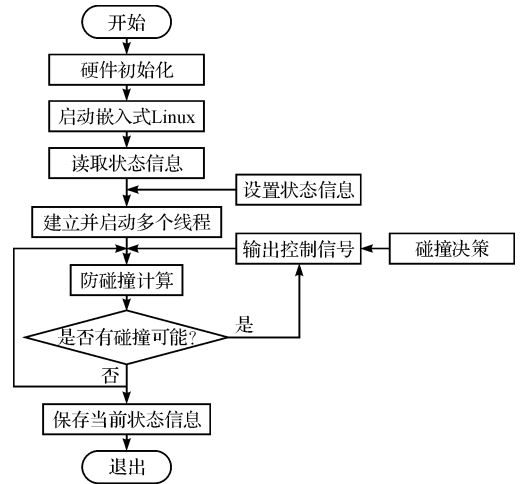 开始
硬件初始化
启动嵌入式Linux
读取状态信息
设置状态信息
建立并启动多个线程
输出控制信号
碰撞决策
防碰撞计算
是否有碰撞可能?
是
否
保存当前状态信息
退出